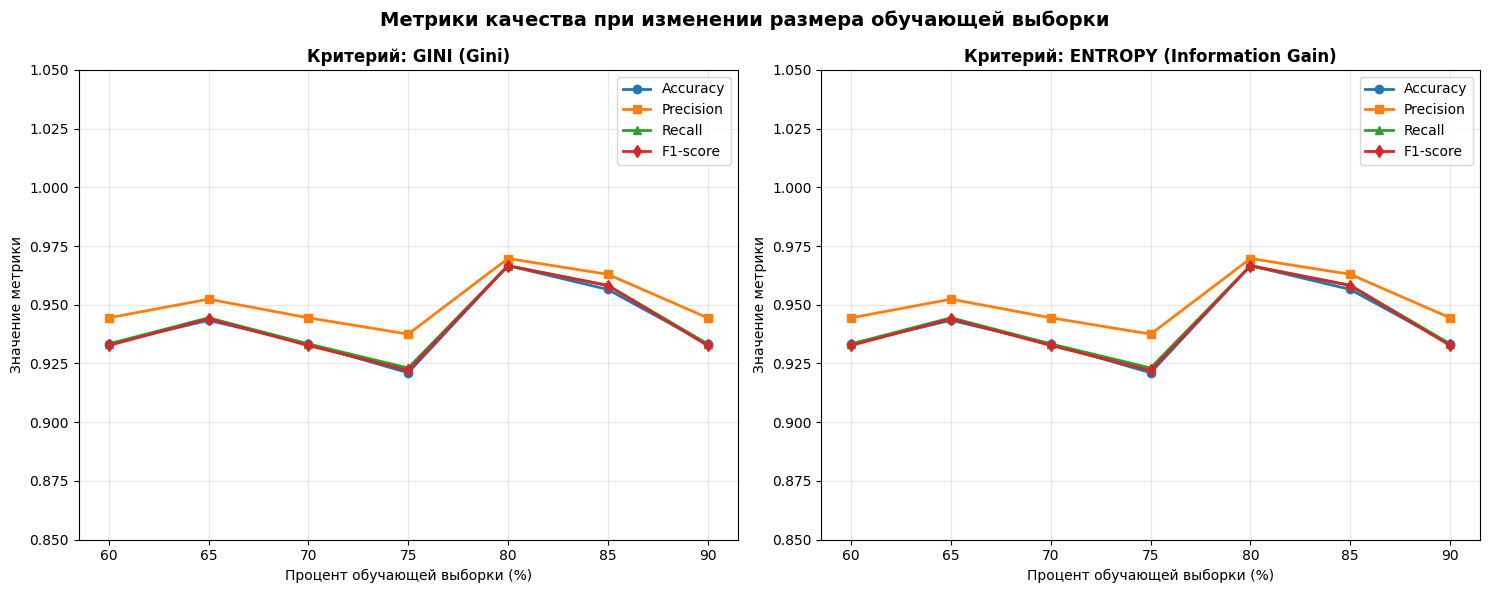 Метрики качества при изменении размера обучающей выборки
Критерий: GINI (Gini)
1.050
1.025
1.000
0.975
0.950
0.925
0.900
0.875
0.850
Значение метрики
60 65 70 75 80 85 90
Процент обучающей выборки (%)
Accuracy
Precision
Recall
F1-score
Критерий: ENTROPY (Information Gain)
1.050
1.025
1.000
0.975
0.950
0.925
0.900
0.875
0.850
Значение метрики
60 65 70 75 80 85 90
Процент обучающей выборки (%)
Accuracy
Precision
Recall
F1-score